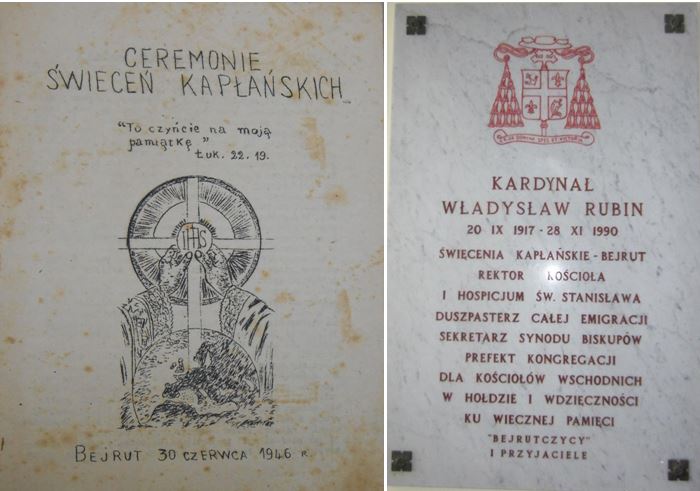 CEREMONIE
ŚWIĘCEŃ KAPŁAŃSKICH
"To czyńcie na moją
pamiątkę"
Łuk. 22. 19.
IHS
BEJRUT 30 CZERWCA 1946 R.
KARDYNAŁ
WŁADYSŁAW RUBIN
20 IX 1917 - 28 XI 1990
ŚWIĘCENIA KAPŁAŃSKIE - BEJRUT
REKTOR KOŚCIOŁA
I HOSPICJUM ŚW. STANISŁAWA
DUSZPASTERZ CAŁEJ EMIGRACJI
SEKRETARZ SYNODU BISKUPÓW
PREFEKT KONGREGACJI
DLA KOŚCIOŁÓW WSCHODNICH
W HOŁDZIE I WDZIĘCZNOŚCI
KU WIECZNEJ PAMIĘCI
"BEJRUTCZYCY"
I PRZYJACIELE